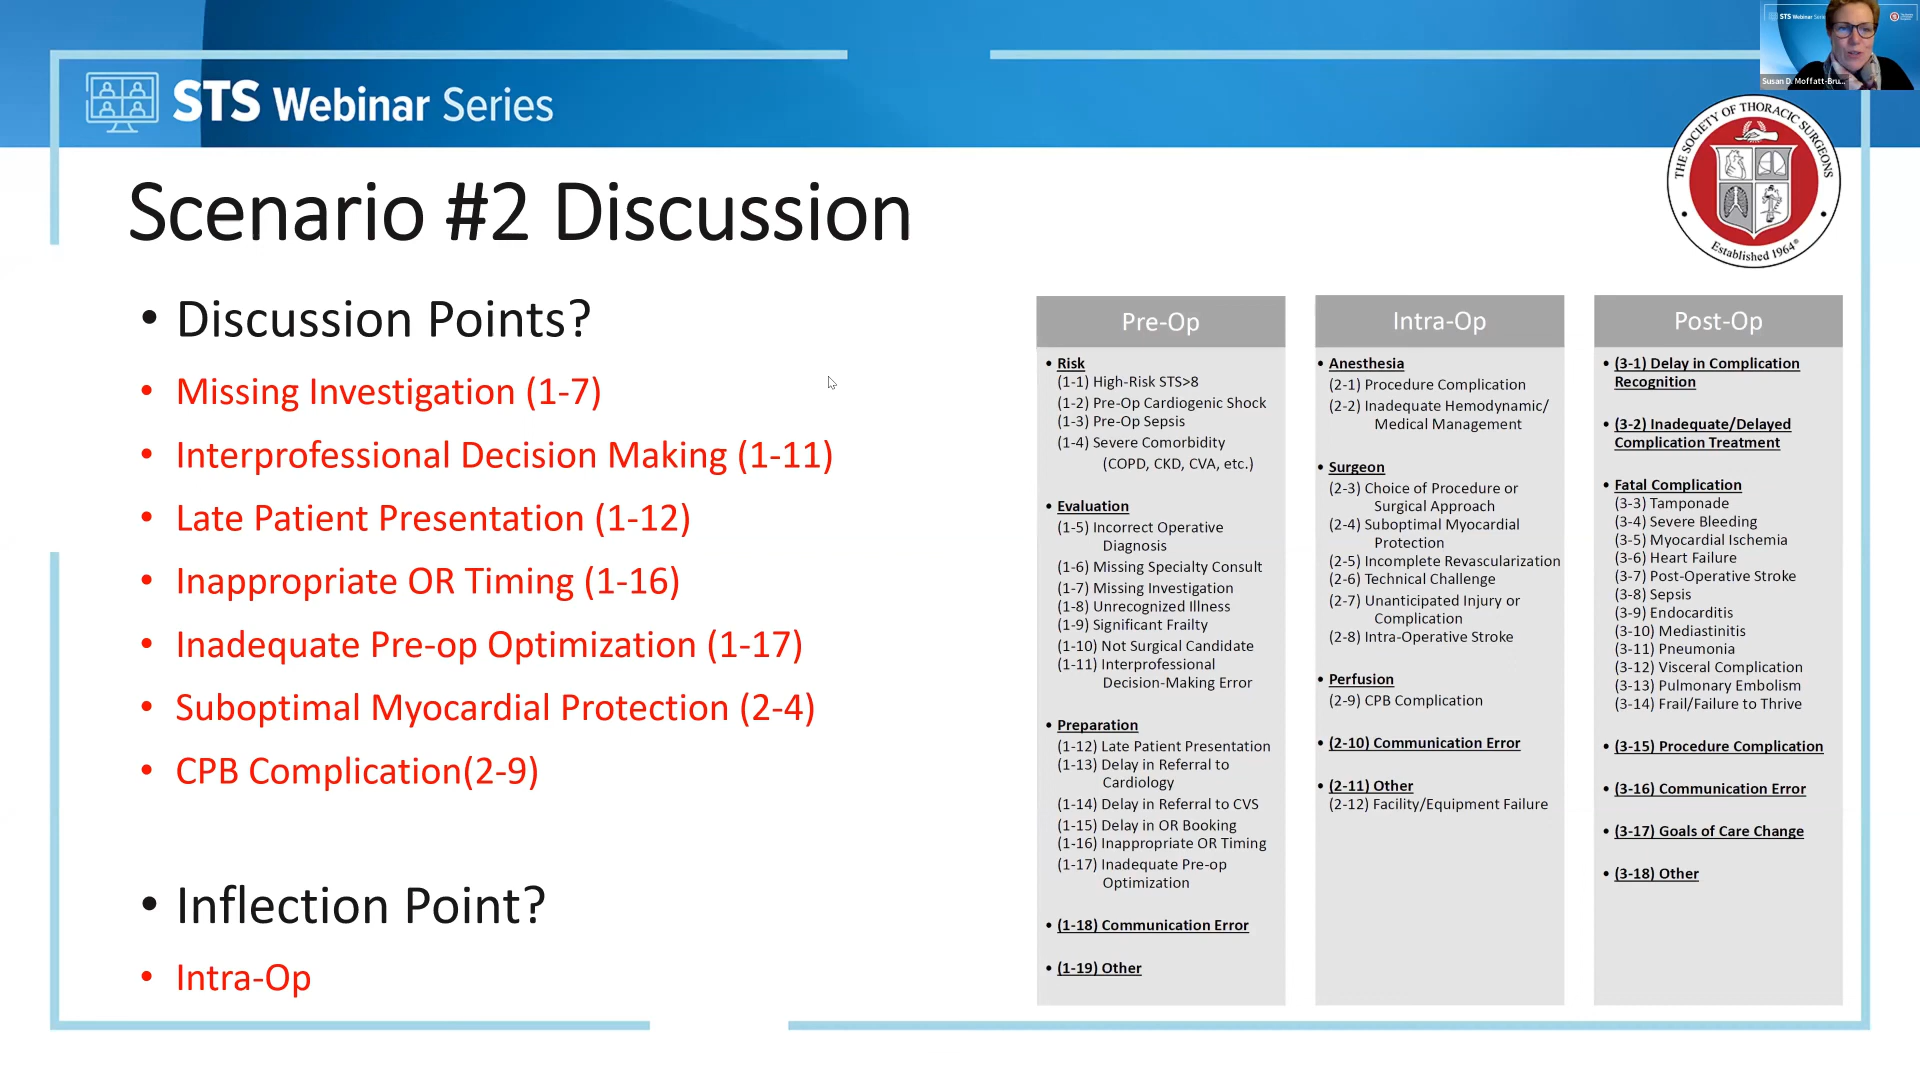 STS Webinar Series
STS Webinar Series
Susan D. Moffatt-Bru...
THE SOCIETY OF THORACIC SURGEONS
Established 1964®
Scenario #2 Discussion
• Discussion Points?
• Missing Investigation (1-7)
• Interprofessional Decision Making (1-11)
• Late Patient Presentation (1-12)
• Inappropriate OR Timing (1-16)
• Inadequate Pre-op Optimization (1-17)
• Suboptimal Myocardial Protection (2-4)
• CPB Complication(2-9)
• Inflection Point?
• Intra-Op
Pre-Op
• Risk
(1-1) High-Risk STS>8
(1-2) Pre-Op Cardiogenic Shock
(1-3) Pre-Op Sepsis
(1-4) Severe Comorbidity
(COPD, CKD, CVA, etc.)
• Evaluation
(1-5) Incorrect Operative
Diagnosis
(1-6) Missing Specialty Consult
(1-7) Missing Investigation
(1-8) Unrecognized Illness
(1-9) Significant Frailty
(1-10) Not Surgical Candidate
(1-11) Interprofessional
Decision-Making Error
• Preparation
(1-12) Late Patient Presentation
(1-13) Delay in Referral to
Cardiology
(1-14) Delay in Referral to CVS
(1-15) Delay in OR Booking
(1-16) Inappropriate OR Timing
(1-17) Inadequate Pre-op
Optimization
• (1-18) Communication Error
• (1-19) Other
Intra-Op
• Anesthesia
(2-1) Procedure Complication
(2-2) Inadequate Hemodynamic/
Medical Management
• Surgeon
(2-3) Choice of Procedure or
Surgical Approach
(2-4) Suboptimal Myocardial
Protection
(2-5) Incomplete Revascularization
(2-6) Technical Challenge
(2-7) Unanticipated Injury or
Complication
(2-8) Intra-Operative Stroke
• Perfusion
(2-9) CPB Complication
• (2-10) Communication Error
• (2-11) Other
(2-12) Facility/Equipment Failure
Post-Op
• (3-1) Delay in Complication
Recognition
• (3-2) Inadequate/Delayed
Complication Treatment
• Fatal Complication
(3-3) Tamponade
(3-4) Severe Bleeding
(3-5) Myocardial Ischemia
(3-6) Heart Failure
(3-7) Post-Operative Stroke
(3-8) Sepsis
(3-9) Endocarditis
(3-10) Mediastinitis
(3-11) Pneumonia
(3-12) Visceral Complication
(3-13) Pulmonary Embolism
(3-14) Frail/Failure to Thrive
• (3-15) Procedure Complication
• (3-16) Communication Error
• (3-17) Goals of Care Change
• (3-18) Other